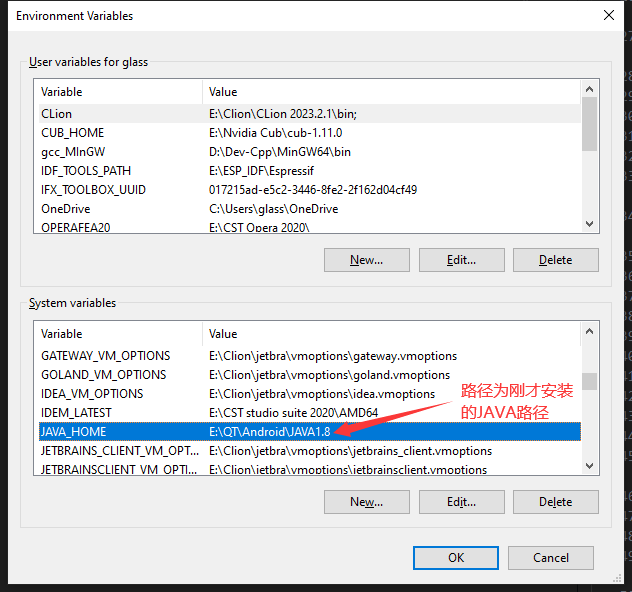 Environment Variables
User variables for glass
Variable Value
CLion E:\Clion\CLion 2023.2.1\bin;
CUB_HOME E:\Nvidia Cub\cub-1.11.0
gcc_MInGW D:\Dev-Cpp\MinGW64\bin
IDF_TOOLS_PATH E:\ESP_IDF\Espressif
IFX_TOOLBOX_UUID 017215ad-e5c2-3446-8fe2-2f162d04cf49
OneDrive C:\Users\glass\OneDrive
OPERAFEA20 E:\CST Opera 2020\
New... Edit... Delete
System variables
Variable Value
GATEWAY_VM_OPTIONS E:\Clion\jetbra\vmoptions\gateway.vmoptions
GOLAND_VM_OPTIONS E:\Clion\jetbra\vmoptions\goland.vmoptions
IDEA_VM_OPTIONS E:\Clion\jetbra\vmoptions\idea.vmoptions
IDEM_LATEST E:\CST studio suite 2020\AMD64
JAVA_HOME E:\QT\Android\JAVA1.8
JETBRAINS_CLIENT_VM_OPT... E:\Clion\jetbra\vmoptions\jetbrains_client.vmoptions
JETBRAINSCLIENT_VM_OPTI... E:\Clion\jetbra\vmoptions\jetbrainsclient.vmoptions
路径为刚才安装
的JAVA路径
New... Edit... Delete
OK Cancel